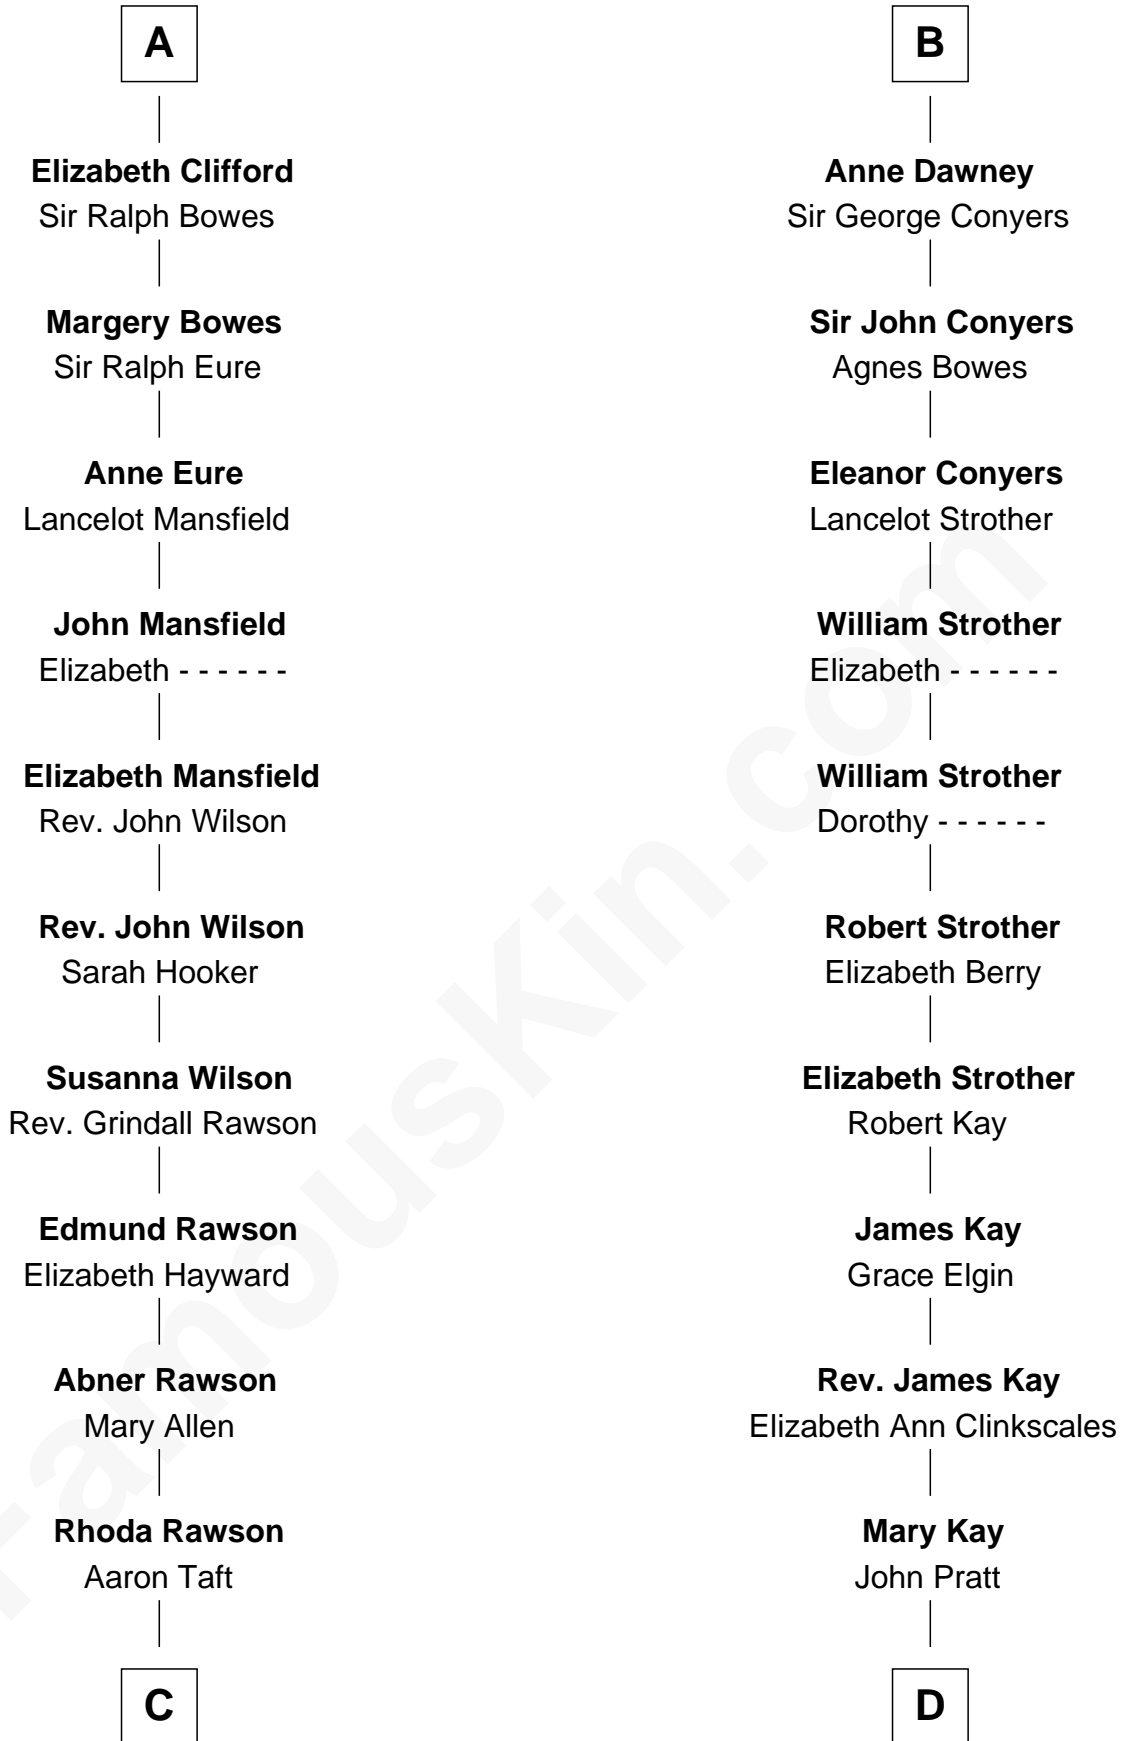 A
Elizabeth Clifford
Sir Ralph Bowes
Margery Bowes
Sir Ralph Eure
Anne Eure
Lancelot Mansfield
John Mansfield
Elizabeth - - - - - -
Elizabeth Mansfield
Rev. John Wilson
Rev. John Wilson
Sarah Hooker
Susanna Wilson
Rev. Grindall Rawson
Edmund Rawson
Elizabeth Hayward
Abner Rawson
Mary Allen
Rhoda Rawson
Aaron Taft
C
B
Anne Dawney
Sir George Conyers
Sir John Conyers
Agnes Bowes
Eleanor Conyers
Lancelot Strother
William Strother
Elizabeth - - - - - -
William Strother
Dorothy - - - - - -
Robert Strother
Elizabeth Berry
Elizabeth Strother
Robert Kay
James Kay
Grace Elgin
Rev. James Kay
Elizabeth Ann Clinkscales
Mary Kay
John Pratt
D
FamousKin.com